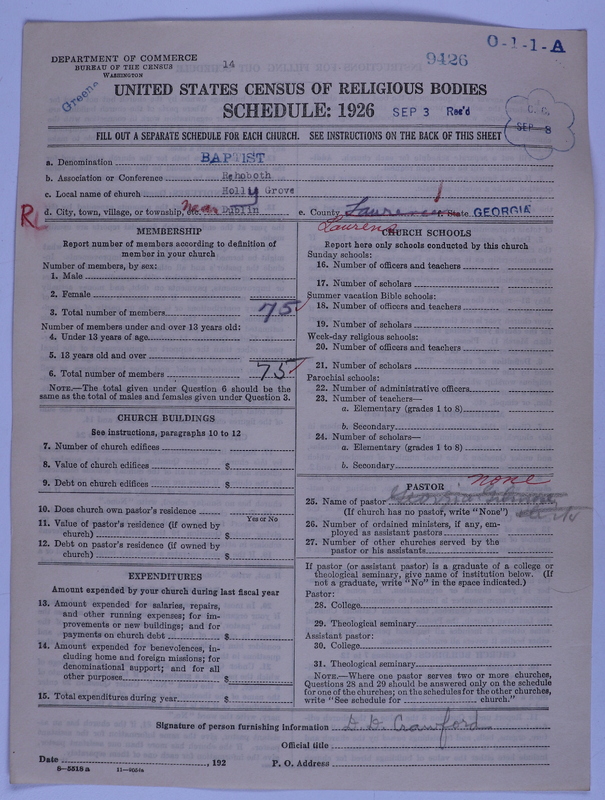 0-1-1-A
9426
14
DEPARTMENT OF COMMERCE
BUREAU OF THE CENSUS
WASHINGTON
Greene
UNITED STATES CENSUS OF RELIGIOUS BODIES
SCHEDULE: 1926
SEP 3 Rec'd
SEP 8
FILL OUT A SEPARATE SCHEDULE FOR EACH CHURCH. SEE INSTRUCTIONS ON THE BACK OF THIS SHEET
a. Denomination BAPTIST
b. Association or Conference Rehoboth
c. Local name of church Holly Grove
d. City, town, village, or township, etc. Near Dublin e. County Laurens f. State GEORGIA
Laurens
MEMBERSHIP
Report number of members according to definition of
member in your church
Number of members, by sex:
1. Male
2. Female
3. Total number of members 75
Number of members under and over 13 years old:
4. Under 13 years of age
5. 13 years old and over
6. Total number of members 75
NOTE.—The total given under Question 6 should be the
same as the total of males and females given under Question 3.
CHURCH BUILDINGS
See instructions, paragraphs 10 to 12
7. Number of church edifices
8. Value of church edifices $
9. Debt on church edifices $
10. Does church own pastor's residence
Yes or No
11. Value of pastor's residence (if owned by
church) $
12. Debt on pastor's residence (if owned by
church) $
EXPENDITURES
Amount expended by your church during last fiscal year
13. Amount expended for salaries, repairs,
and other running expenses; for im-
provements or new buildings; and for
payments on church debt $
14. Amount expended for benevolences, in-
cluding home and foreign missions; for
denominational support; and for all
other purposes $
15. Total expenditures during year $
CHURCH SCHOOLS
Report here only schools conducted by this church
Sunday schools:
16. Number of officers and teachers
17. Number of scholars
Summer vacation Bible schools:
18. Number of officers and teachers
19. Number of scholars
Week-day religious schools:
20. Number of officers and teachers
21. Number of scholars
Parochial schools:
22. Number of administrative officers
23. Number of teachers—
a. Elementary (grades 1 to 8)
b. Secondary
24. Number of scholars—
a. Elementary (grades 1 to 8)
b. Secondary
PASTOR none
25. Name of pastor
(If church has no pastor, write "None")
26. Number of ordained ministers, if any, em-
ployed as assistant pastors
27. Number of other churches served by the
pastor or his assistants
If pastor (or assistant pastor) is a graduate of a college or
theological seminary, give name of institution below. (If
not a graduate, write "No" in the space indicated.)
Pastor:
28. College
29. Theological seminary
Assistant pastor:
30. College
31. Theological seminary
NOTE.—Where one pastor serves two or more churches,
Questions 28 and 29 should be answered only on the schedule
for one of the churches; on the schedules for the other churches,
write "See schedule for church."
Signature of person furnishing information D. D. Crawford
Official title
Date , 192 P. O. Address
8-5518 a